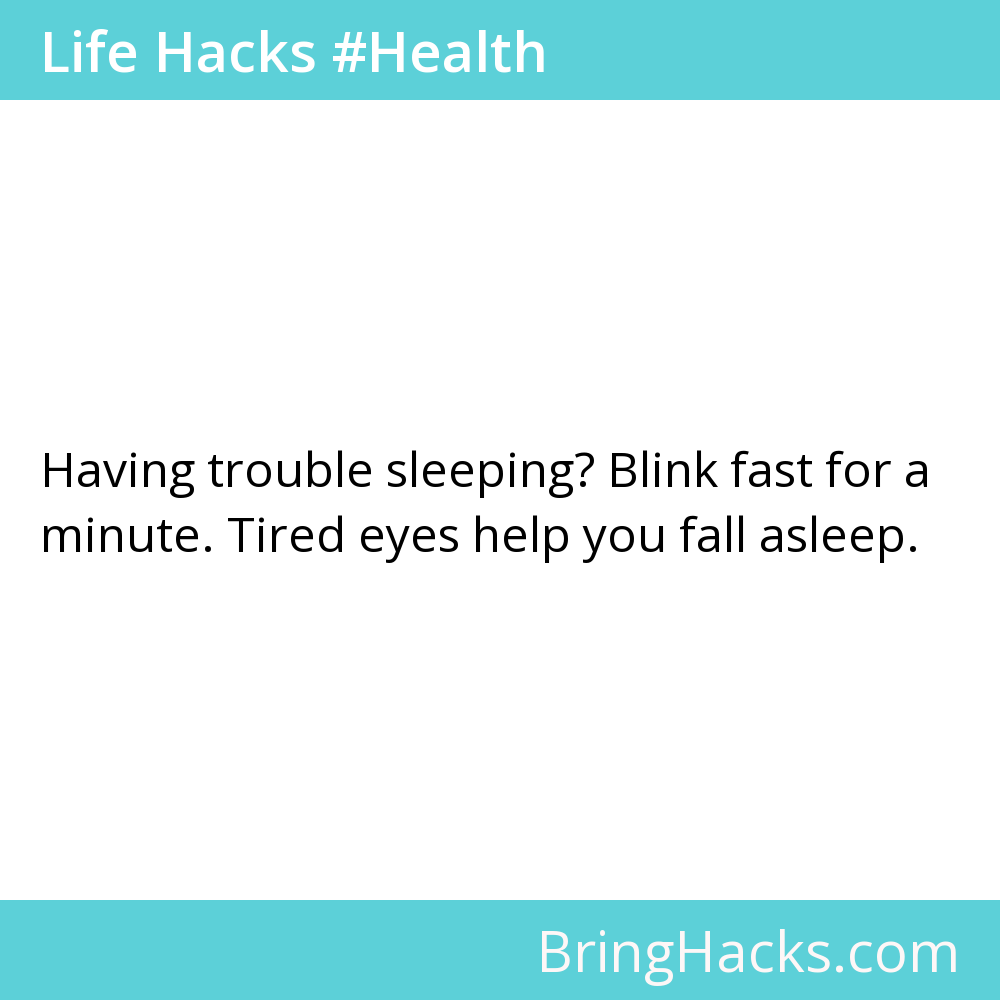 Life Hacks #Health
Having trouble sleeping? Blink fast for a
minute. Tired eyes help you fall asleep.
BringHacks.com